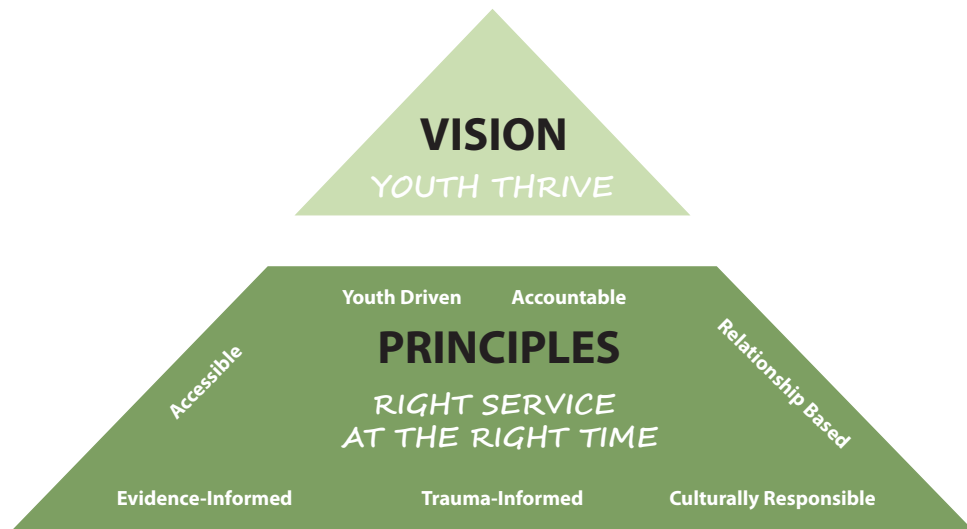 VISION
YOUTH THRIVE
Youth Driven
Accountable
PRINCIPLES
Accessible
Relationship Based
RIGHT SERVICE
AT THE RIGHT TIME
Evidence-Informed
Trauma-Informed
Culturally Responsible